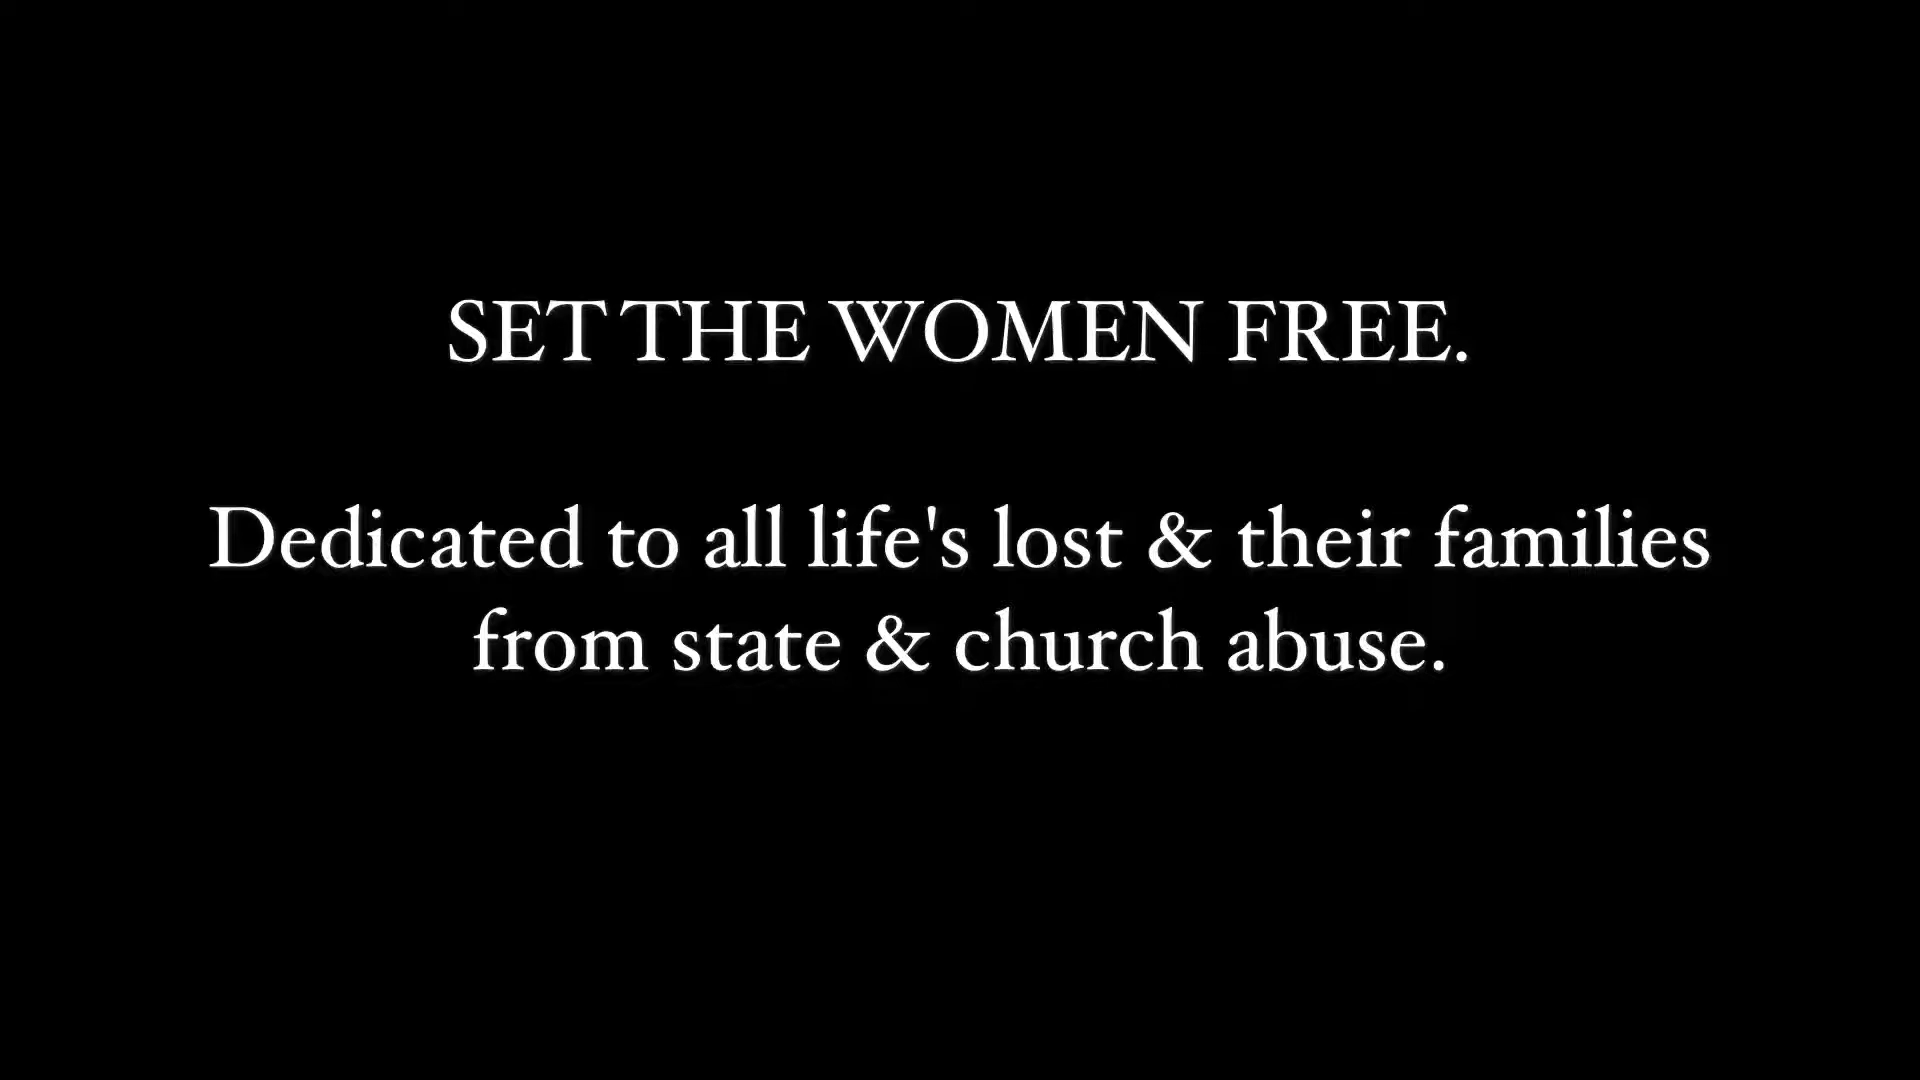 SET THE WOMEN FREE.
Dedicated to all life's lost & their families
from state & church abuse.